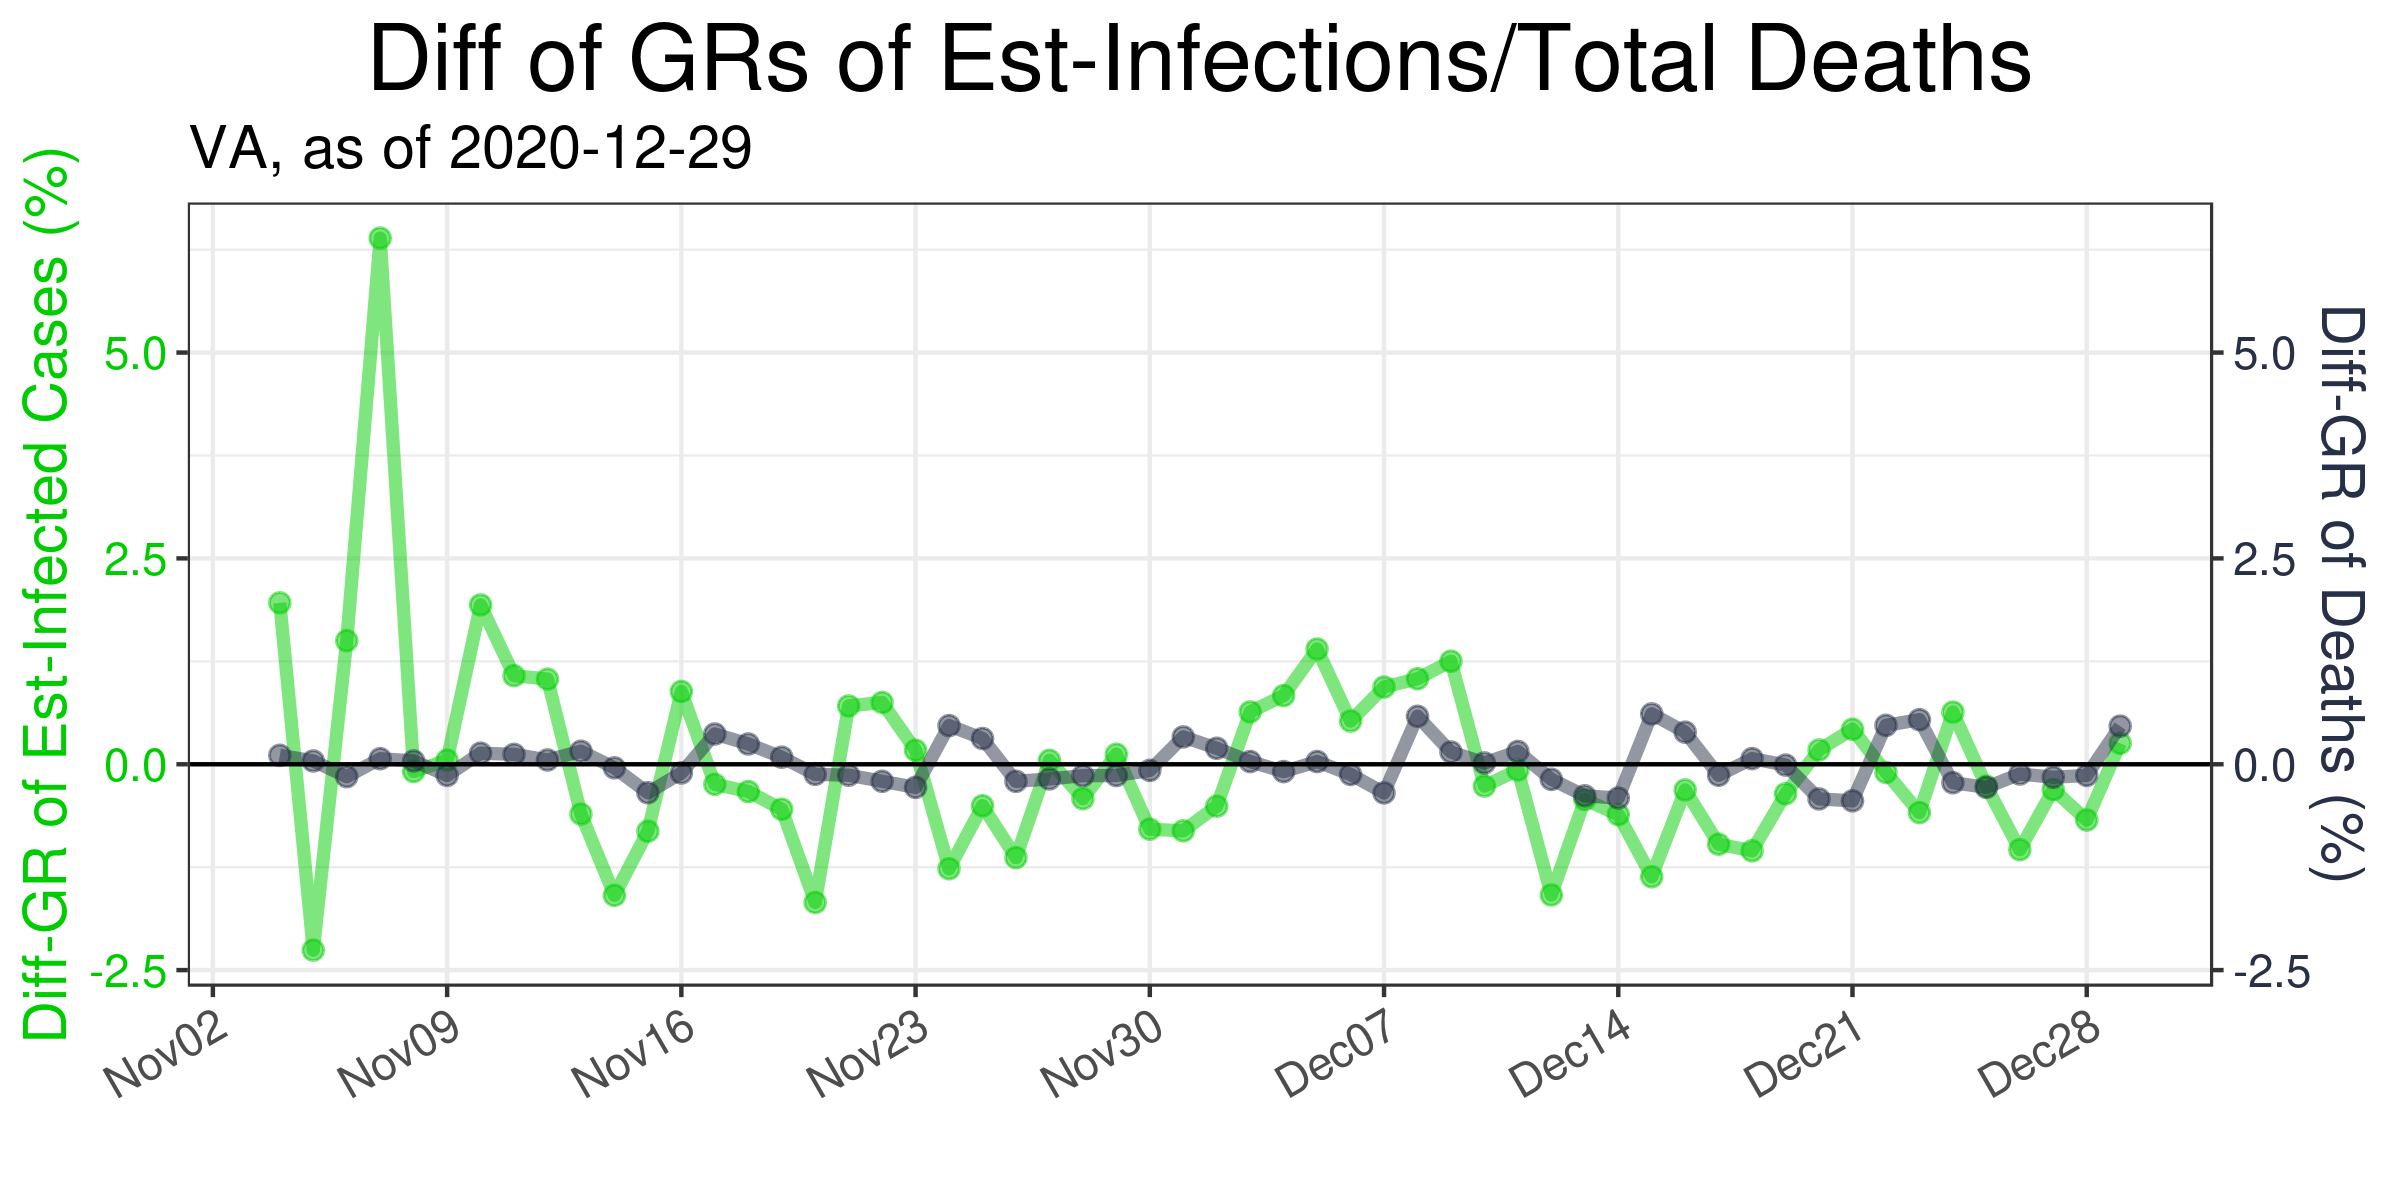 Diff of GRs of Est-Infections/Total Deaths
VA, as of 2020-12-29
Diff-GR of Est-Infected Cases (%)
5.0
2.5
0.0
-2.5
5.0
2.5
0.0
-2.5
Diff-GR of Deaths (%)
Nov02
Nov09
Nov16
Nov23
Nov30
Dec07
Dec14
Dec21
Dec28